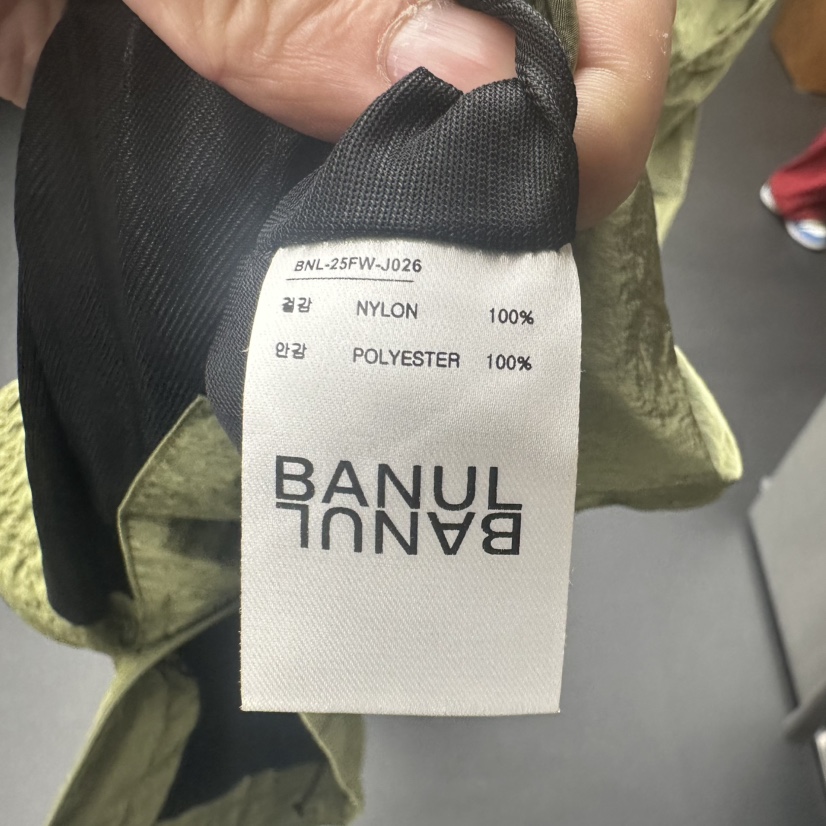 BNL-25FW-J026
겉감 NYLON 100%
안감 POLYESTER 100%
BANUL
BANUL